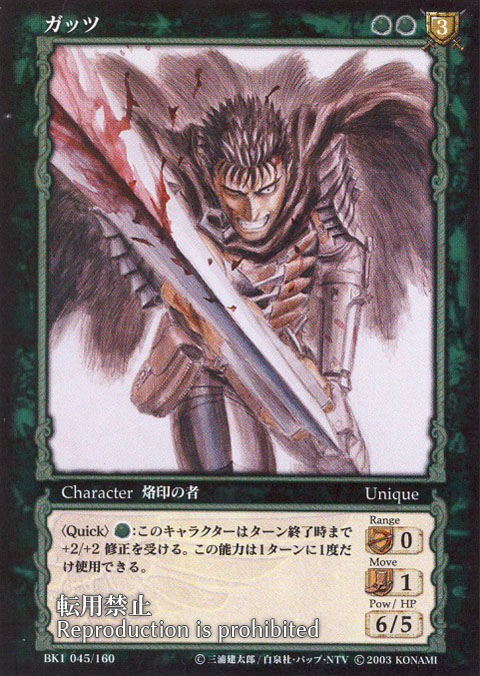 ガッツ
3
Character 烙印の者 Unique
〈Quick〉 :このキャラクターはターン終了時まで
+2/+2 修正を受ける。この能力は1ターンに1度だ
け使用できる。
Range
0
Move
1
Pow/ HP
6/5
転用禁止
Reproduction is prohibited
BK1 045/160
© 三浦建太郎/白泉社・バップ・NTV © 2003 KONAMI